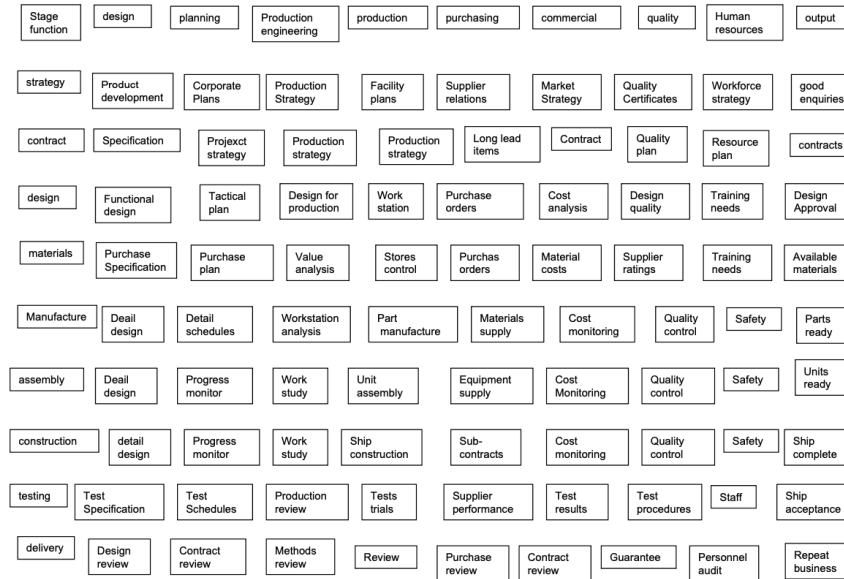 Stage function
design
planning
Production engineering
production
purchasing
commercial
quality
Human resources
output
strategy
Product development
Corporate Plans
Production Strategy
Facility plans
Supplier relations
Market Strategy
Quality Certificates
Workforce strategy
good enquiries
contract
Specification
Projexct strategy
Production strategy
Production strategy
Long lead items
Contract
Quality plan
Resource plan
contracts
design
Functional design
Tactical plan
Design for production
Work station
Purchase orders
Cost analysis
Design quality
Training needs
Design Approval
materials
Purchase Specification
Purchase plan
Value analysis
Stores control
Purchas orders
Material costs
Supplier ratings
Training needs
Available materials
Manufacture
Deail design
Detail schedules
Workstation analysis
Part manufacture
Materials supply
Cost monitoring
Quality control
Safety
Parts ready
assembly
Deail design
Progress monitor
Work study
Unit assembly
Equipment supply
Cost Monitoring
Quality control
Safety
Units ready
construction
detail design
Progress monitor
Work study
Ship construction
Sub-contracts
Cost monitoring
Quality control
Safety
Ship complete
testing
Test Specification
Test Schedules
Production review
Tests trials
Supplier performance
Test results
Test procedures
Staff
Ship acceptance
delivery
Design review
Contract review
Methods review
Review
Purchase review
Contract review
Guarantee
Personnel audit
Repeat business